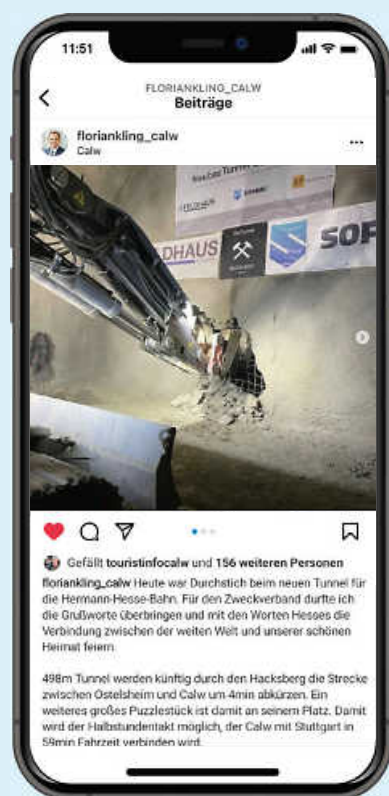 11:51
FLORIANKLING_CALW
Beiträge
floriankling_calw
Calw
DHAUS
SOF
Gefällt touristinfocalw und 156 weiteren Personen
floriankling_calw Heute war Durchstich beim neuen Tunnel für
die Hermann-Hesse-Bahn. Für den Zweckverband durfte ich
die Grußworte überbringen und mit den Worten Hesses die
Verbindung zwischen der weiten Welt und unserer schönen
Heimat feiern.
498m Tunnel werden künftig durch den Hacksberg die Strecke
zwischen Ostelsheim und Calw um 4min abkürzen. Ein
weiteres großes Puzzlestück ist damit an seinem Platz. Damit
wird der Halbstundentakt möglich, der Calw mit Stuttgart in
59min Fahrzeit verbinden wird.